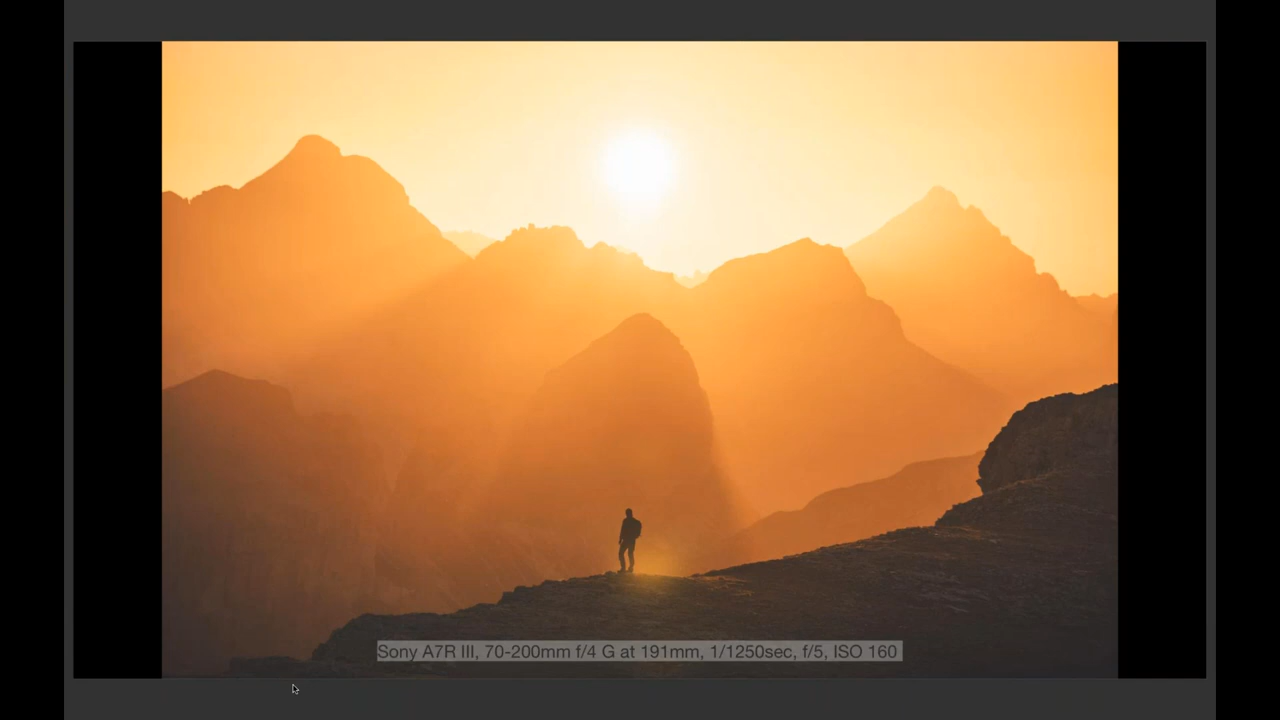 Sony A7R III, 70-200mm f/4 G at 191mm, 1/1250sec, f/5, ISO 160